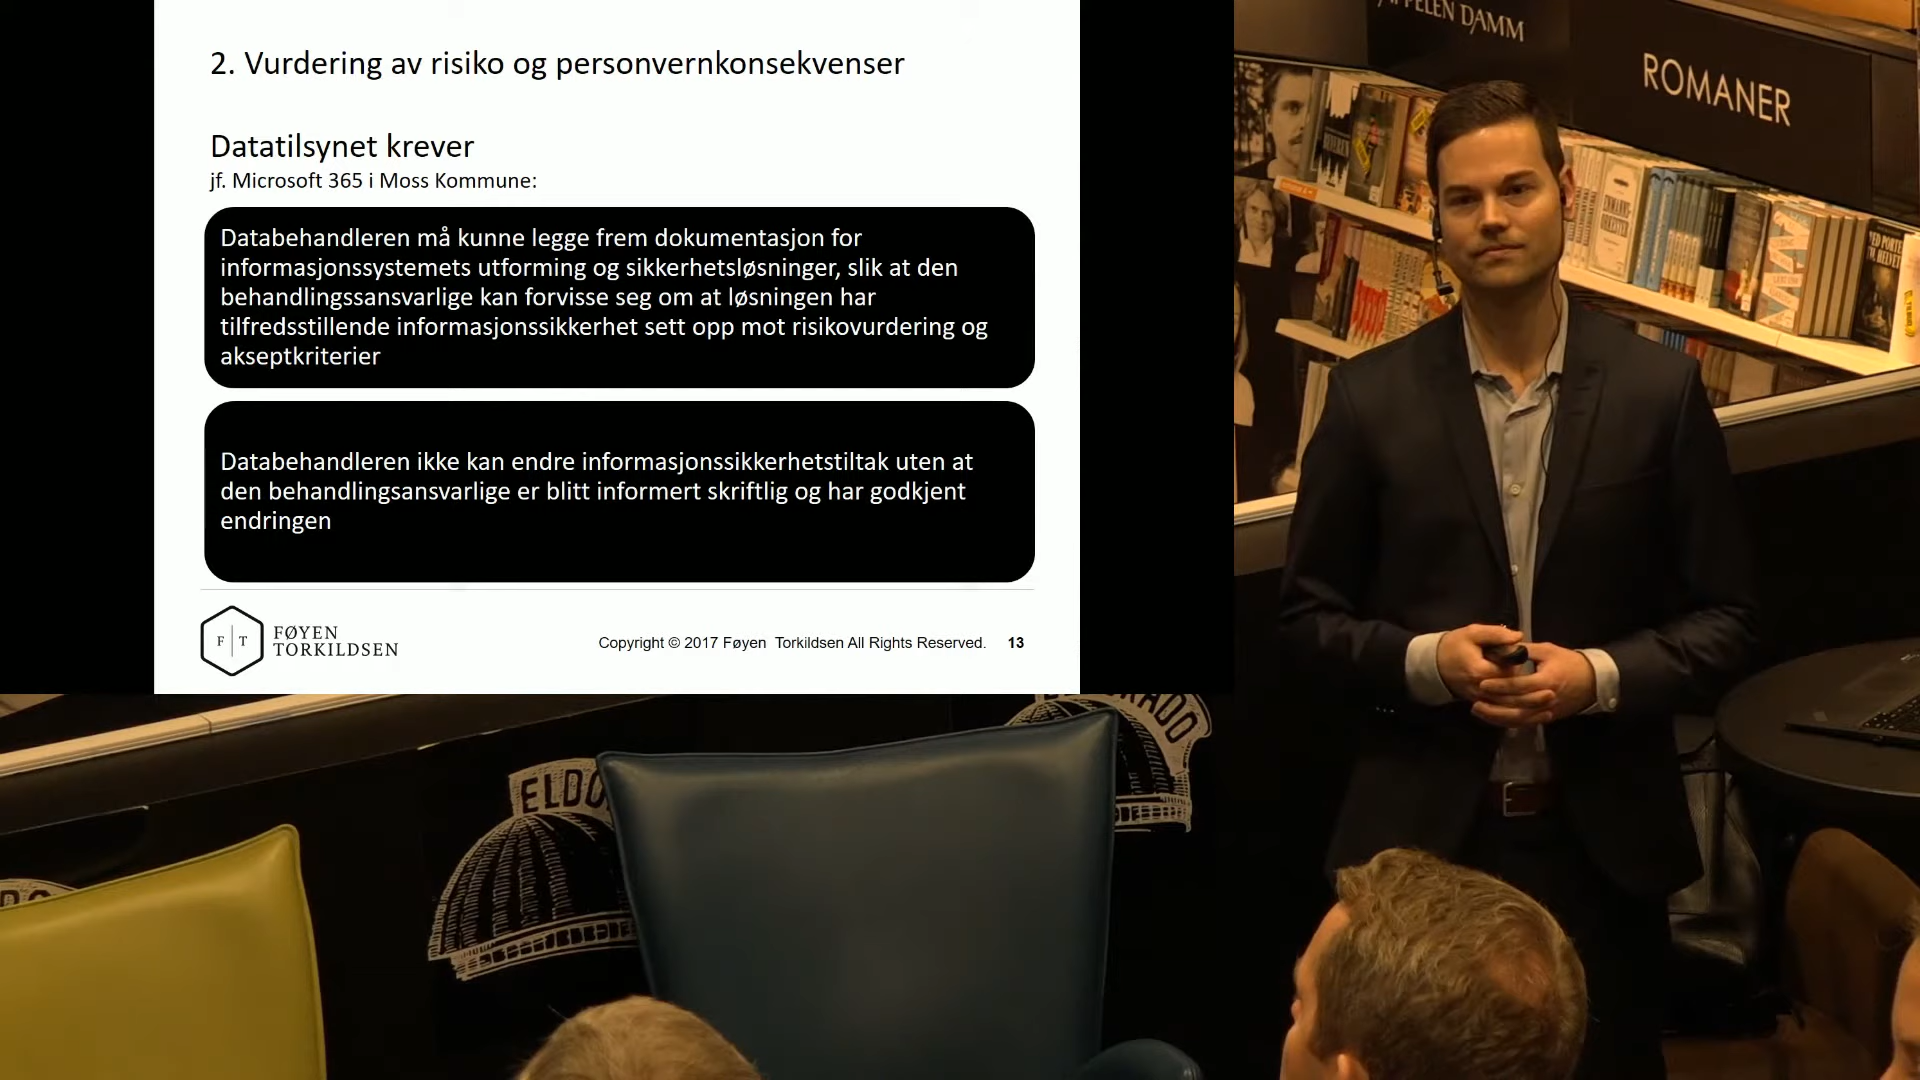 2. Vurdering av risiko og personvernkonsekvenser
Datatilsynet krever
jf. Microsoft 365 i Moss Kommune:
Databehandleren må kunne legge frem dokumentasjon for
informasjonssystemets utforming og sikkerhetsløsninger, slik at den
behandlingssansvarlige kan forvisse seg om at løsningen har
tilfredsstillende informasjonssikkerhet sett opp mot risikovurdering og
akseptkriterier
Databehandleren ikke kan endre informasjonssikkerhetstiltak uten at
den behandlingsansvarlige er blitt informert skriftlig og har godkjent
endringen
F T
FØYEN
TORKILDSEN
Copyright © 2017 Føyen Torkildsen All Rights Reserved. 13
DAMM
ROMANER